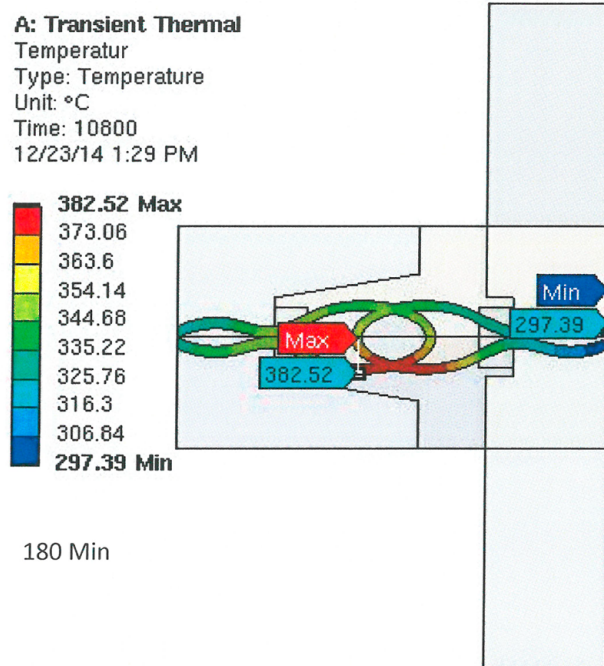 A: Transient Thermal
Temperatur
Type: Temperature
Unit: °C
Time: 10800
12/23/14 1:29 PM
382.52 Max
373.06
363.6
354.14
344.68
335.22
325.76
316.3
306.84
297.39 Min
Min
297.39
Max
382.52
180 Min